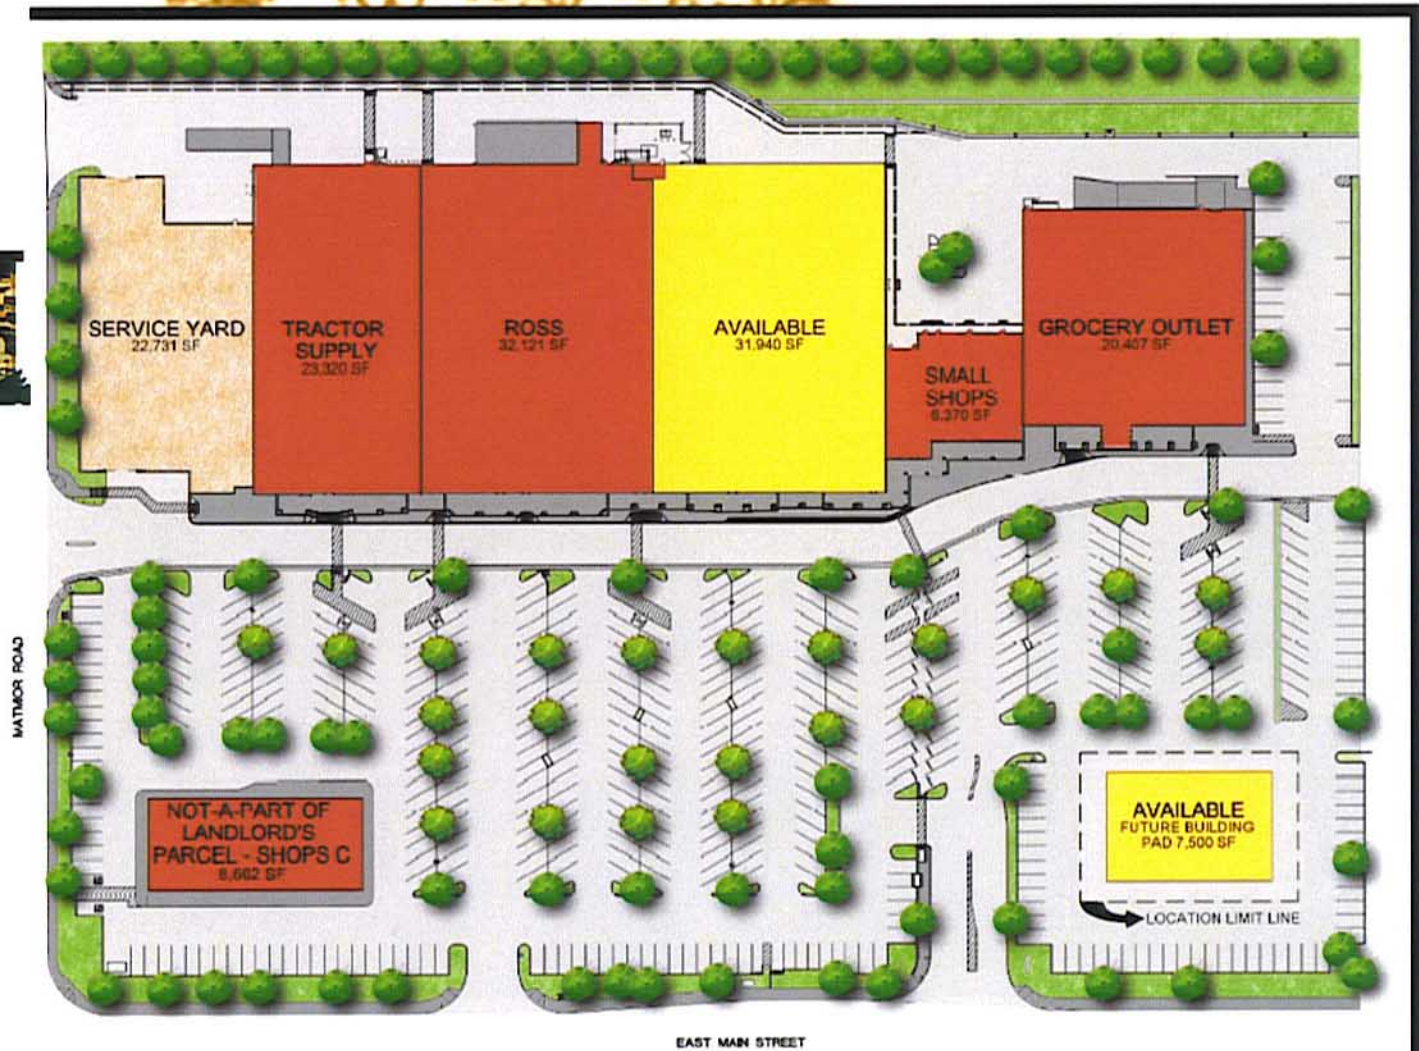 SERVICE YARD
22,731 SF
TRACTOR
SUPPLY
23,320 SF
ROSS
32,121 SF
AVAILABLE
31,940 SF
SMALL
SHOPS
6,370 SF
GROCERY OUTLET
20,407 SF
MATMOR ROAD
NOT-A-PART OF
LANDLORD'S
PARCEL - SHOPS C
8,662 SF
AVAILABLE
FUTURE BUILDING
PAD 7,500 SF
LOCATION LIMIT LINE
EAST MAIN STREET